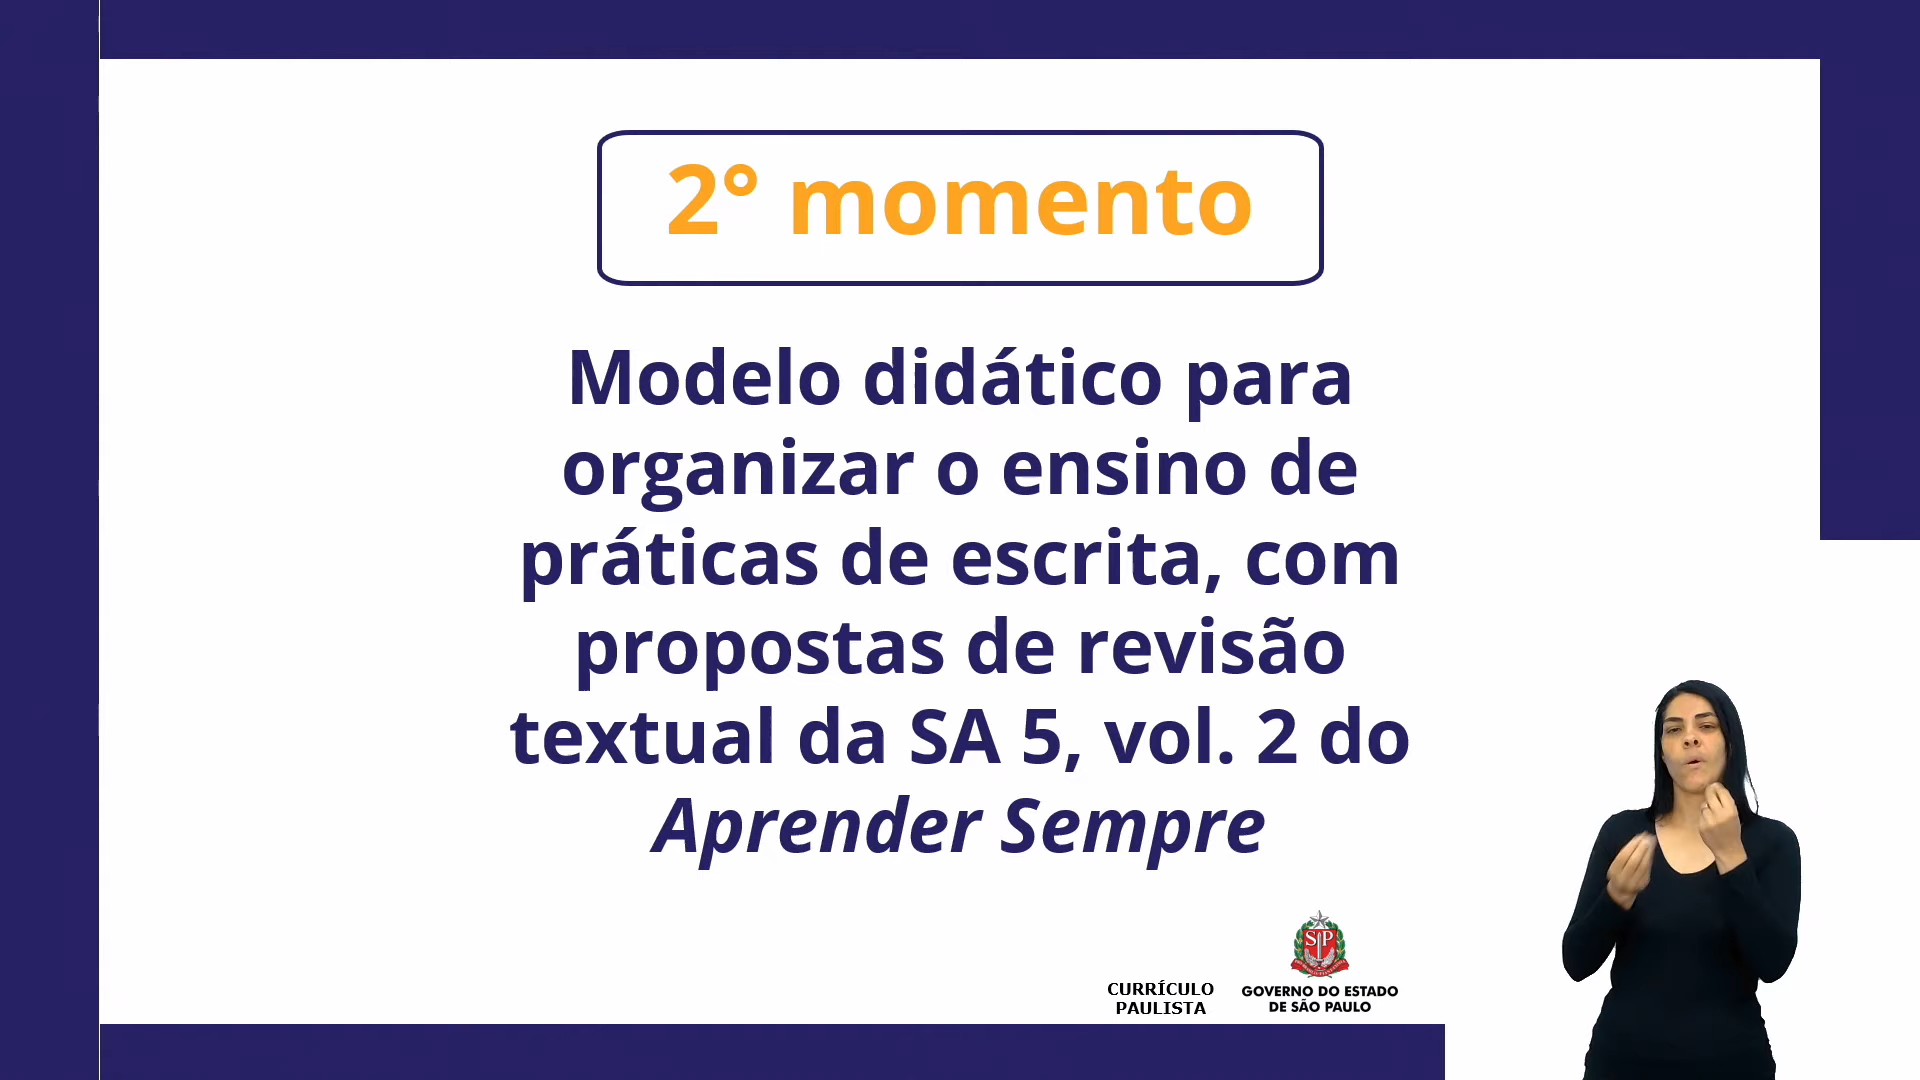 2° momento
Modelo didático para
organizar o ensino de
práticas de escrita, com
propostas de revisão
textual da SA 5, vol. 2 do
Aprender Sempre
SP
CURRÍCULO
PAULISTA
GOVERNO DO ESTADO
DE SÃO PAULO